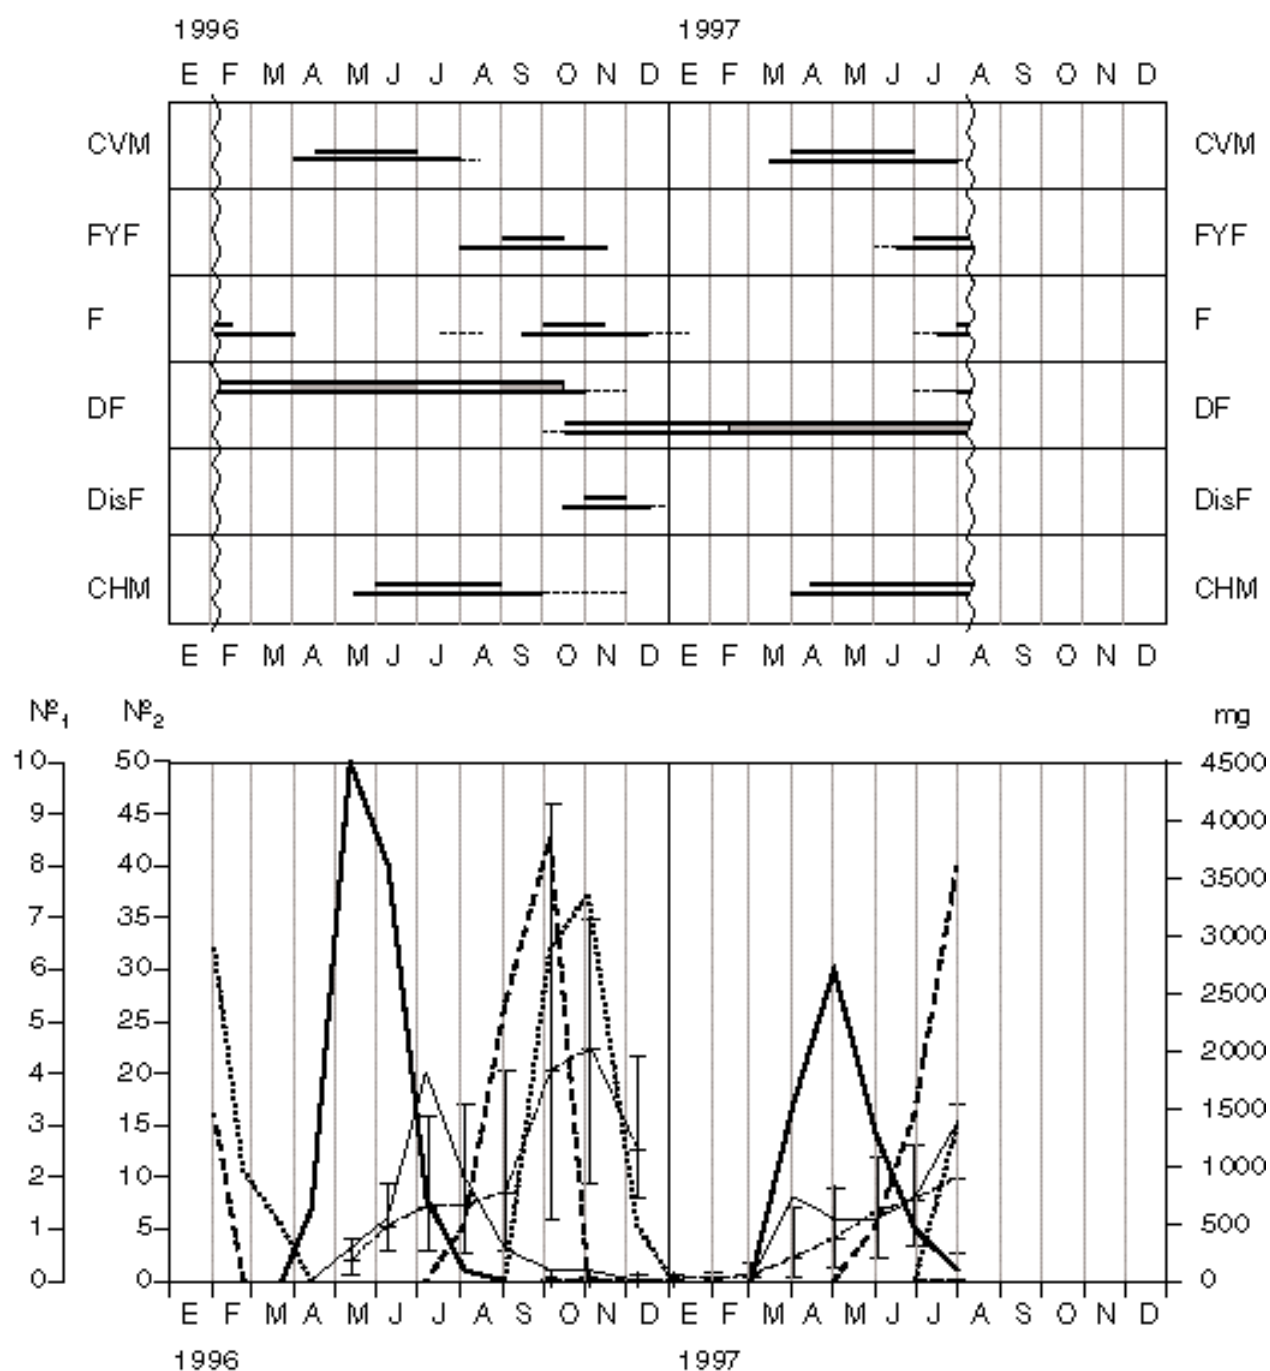 1996 1997
E F M A M J J A S O N D E F M A M J J A S O N D
CVM CVM
FYF FYF
F F
DF DF
DisF DisF
CHM CHM
E F M A M J J A S O N D E F M A M J J A S O N D
Nº1 Nº2 mg
10 50 4500
9 45 4000
8 40 3500
7 35 3000
6 30 2500
5 25 2000
4 20 1500
3 15 1000
2 10 500
1 5 0
0 0
E F M A M J J A S O N D E F M A M J J A S O N D
1996 1997